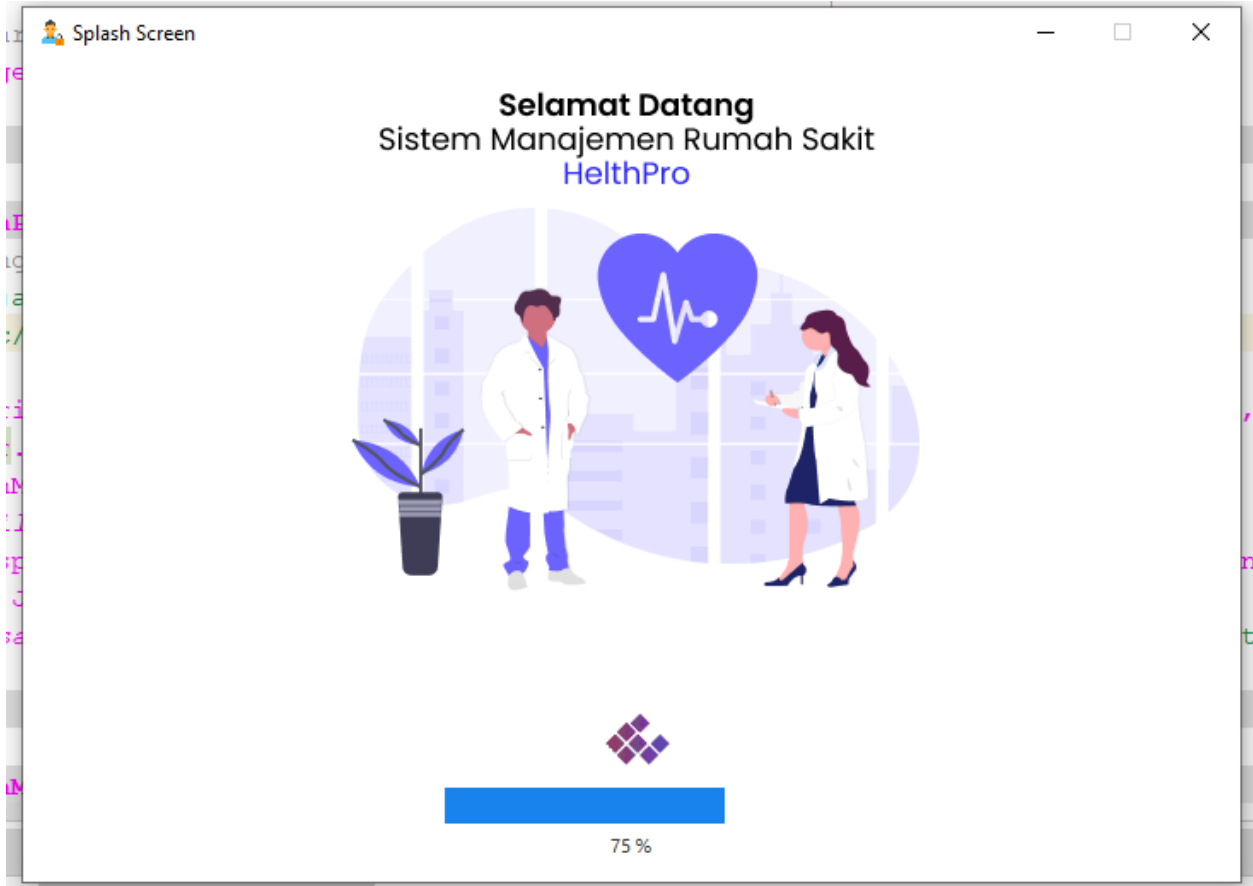 Splash Screen
Selamat Datang
Sistem Manajemen Rumah Sakit
HelthPro
75 %